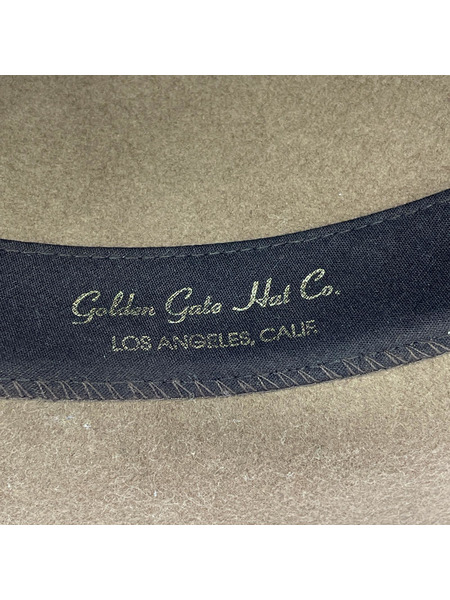 Golden Gate Hat Co.
LOS ANGELES, CALIF.